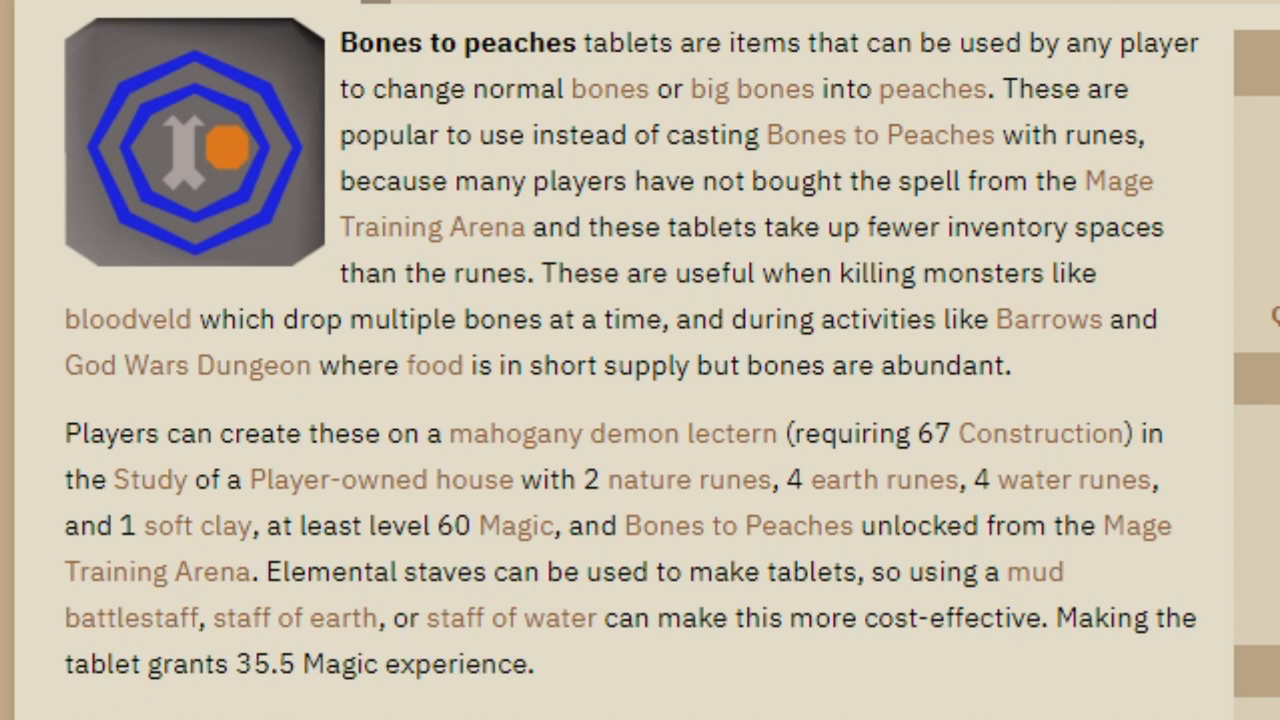 Bones to peaches tablets are items that can be used by any player
to change normal bones or big bones into peaches. These are
popular to use instead of casting Bones to Peaches with runes,
because many players have not bought the spell from the Mage
Training Arena and these tablets take up fewer inventory spaces
than the runes. These are useful when killing monsters like
bloodveld which drop multiple bones at a time, and during activities like Barrows and
God Wars Dungeon where food is in short supply but bones are abundant.
Players can create these on a mahogany demon lectern (requiring 67 Construction) in
the Study of a Player-owned house with 2 nature runes, 4 earth runes, 4 water runes,
and 1 soft clay, at least level 60 Magic, and Bones to Peaches unlocked from the Mage
Training Arena. Elemental staves can be used to make tablets, so using a mud
battlestaff, staff of earth, or staff of water can make this more cost-effective. Making the
tablet grants 35.5 Magic experience.